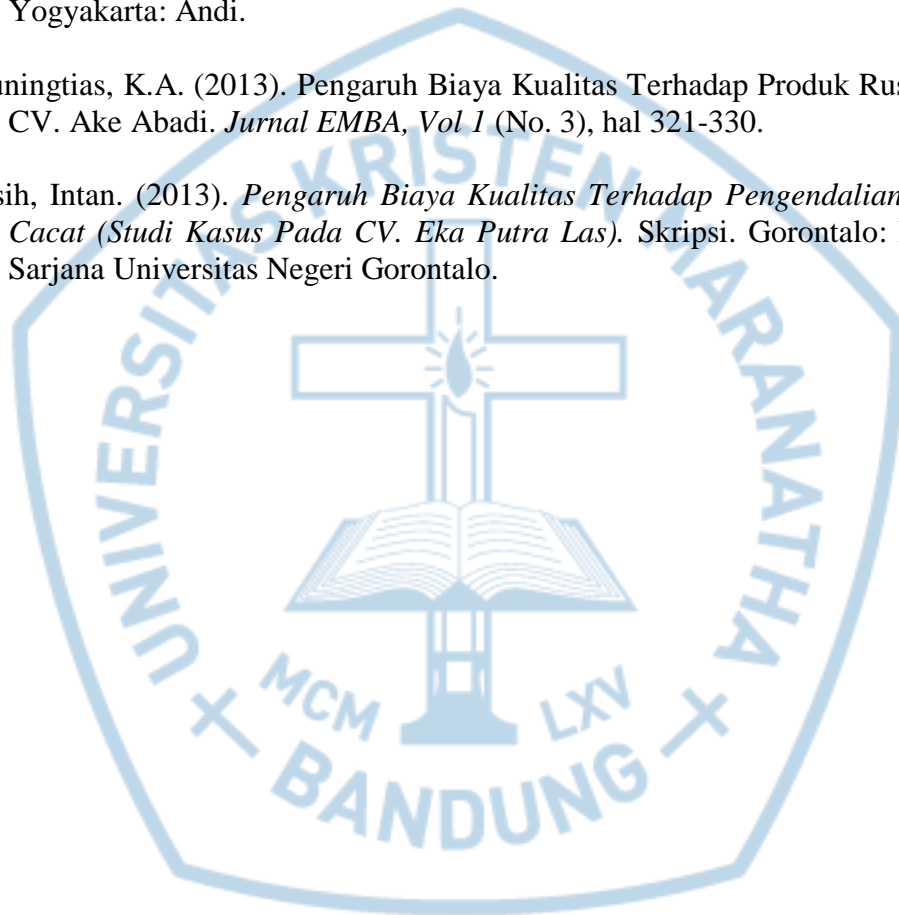 Yogyakarta: Andi.
uningtias, K.A. (2013). Pengaruh Biaya Kualitas Terhadap Produk Rus
CV. Ake Abadi. Jurnal EMBA, Vol 1 (No. 3), hal 321-330.
sih, Intan. (2013). Pengaruh Biaya Kualitas Terhadap Pengendalian
Cacat (Studi Kasus Pada CV. Eka Putra Las). Skripsi. Gorontalo:
Sarjana Universitas Negeri Gorontalo.
UNIVERSITAS KRISTEN MARANATHA
MCM LXV
BANDUNG